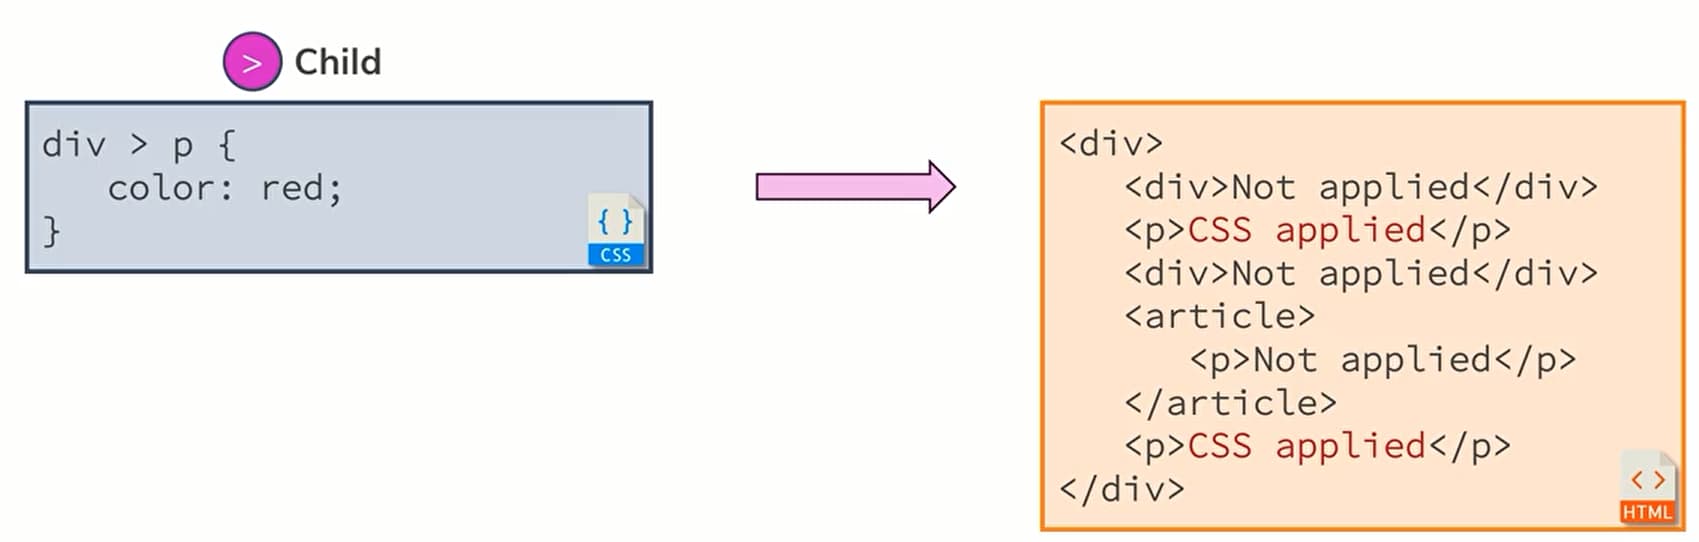 > Child
div > p {
   color: red;
}
{ }
CSS
<div>
   <div>Not applied</div>
   <p>CSS applied</p>
   <div>Not applied</div>
   <article>
      <p>Not applied</p>
   </article>
   <p>CSS applied</p>
</div>
< >
HTML